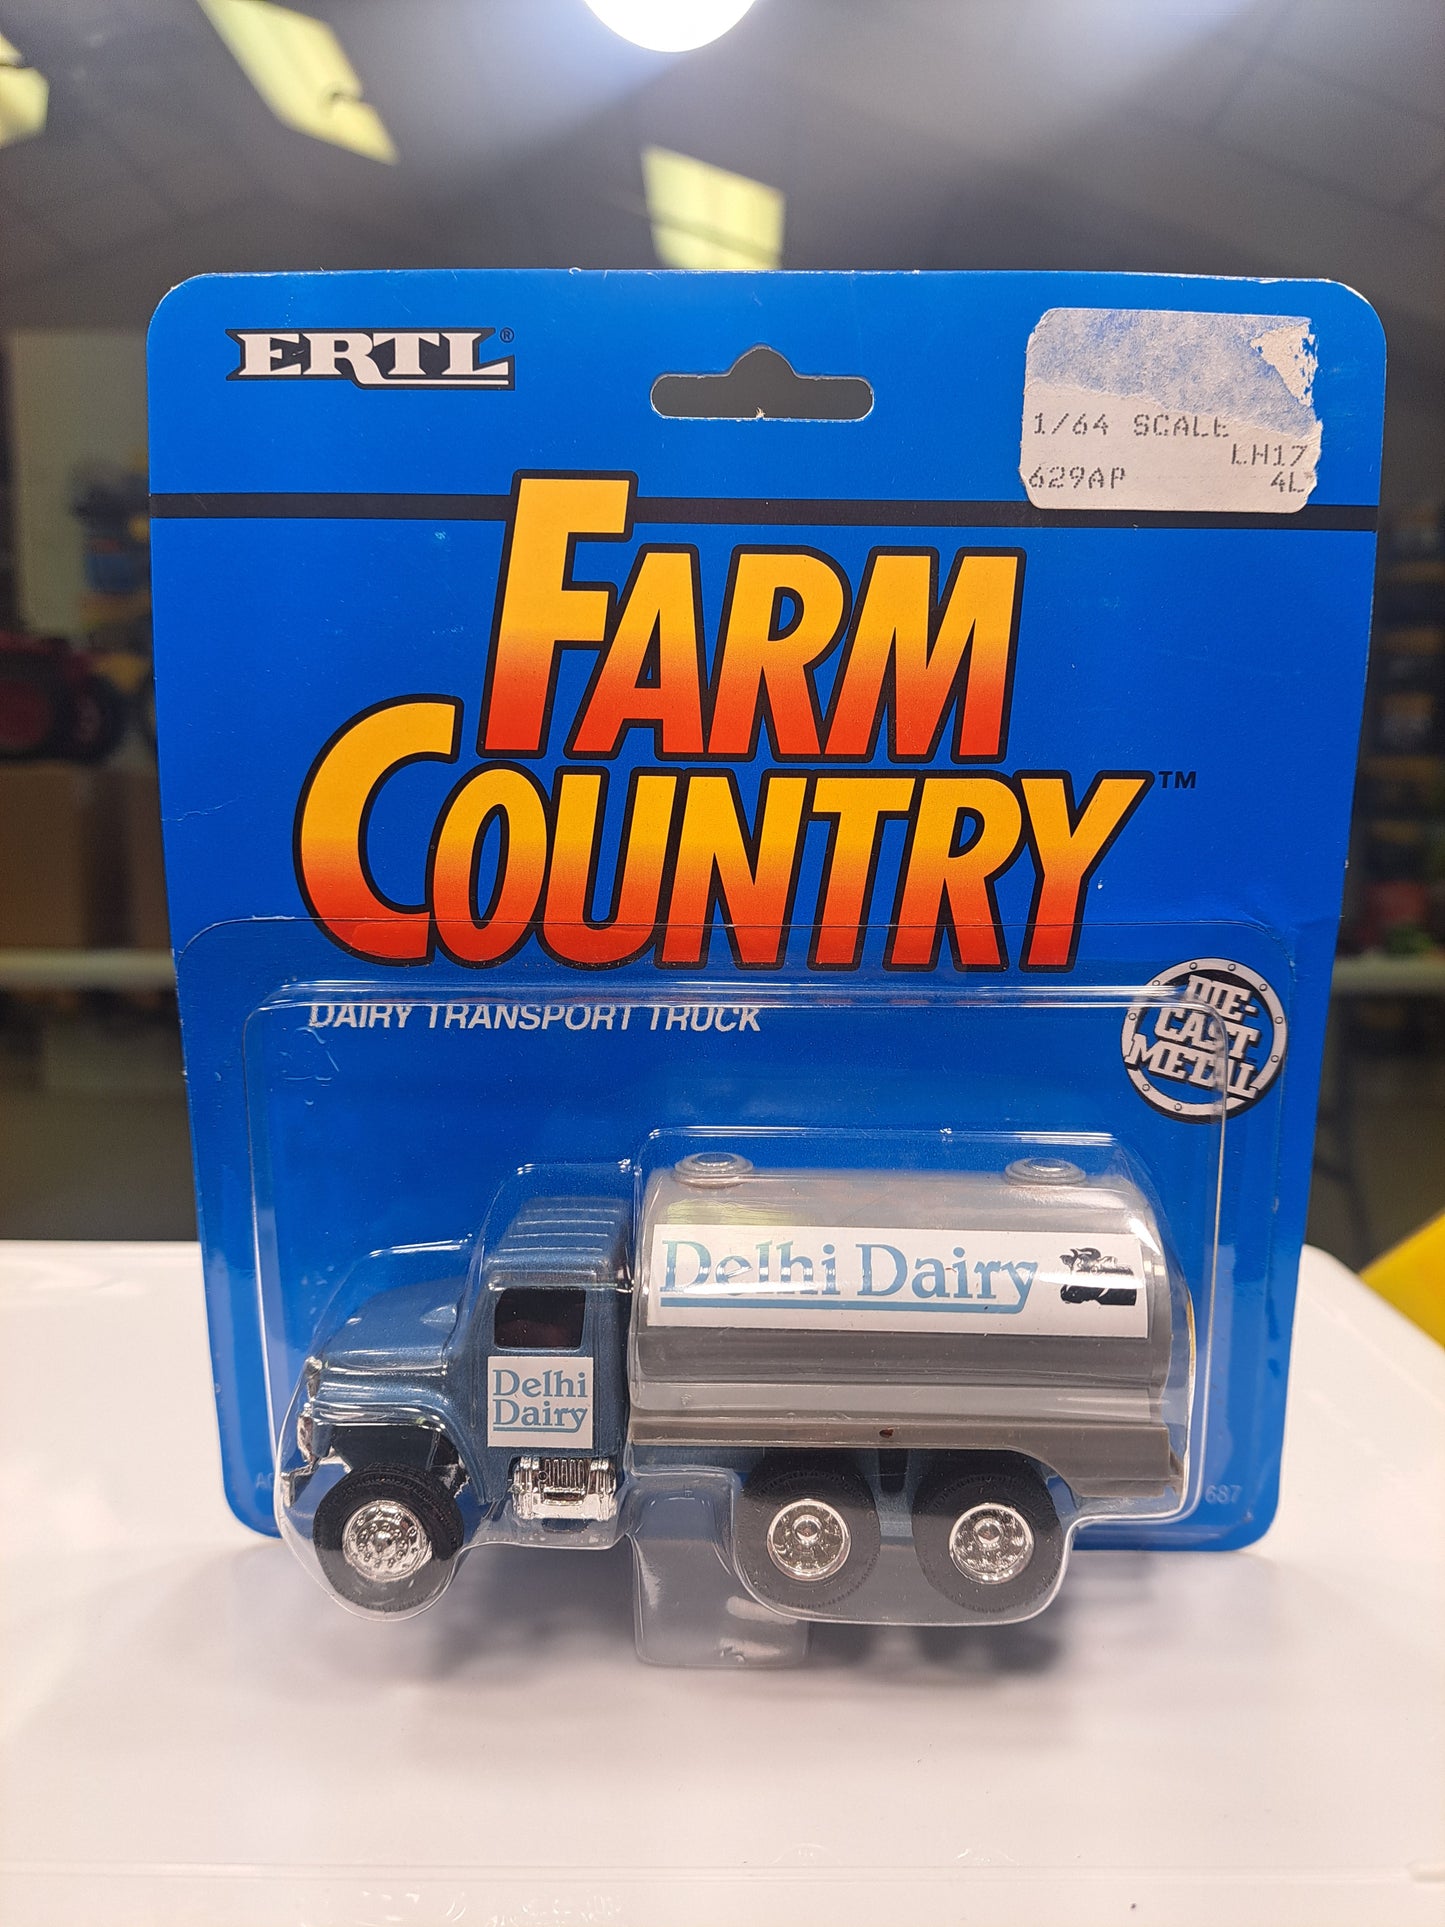 ERTL®
1/64 SCALE
LH17
629AP 4L
FARM
COUNTRY™
DAIRY TRANSPORT TRUCK
DIE-
CAST
METAL
Delhi Dairy
Delhi
Dairy
687